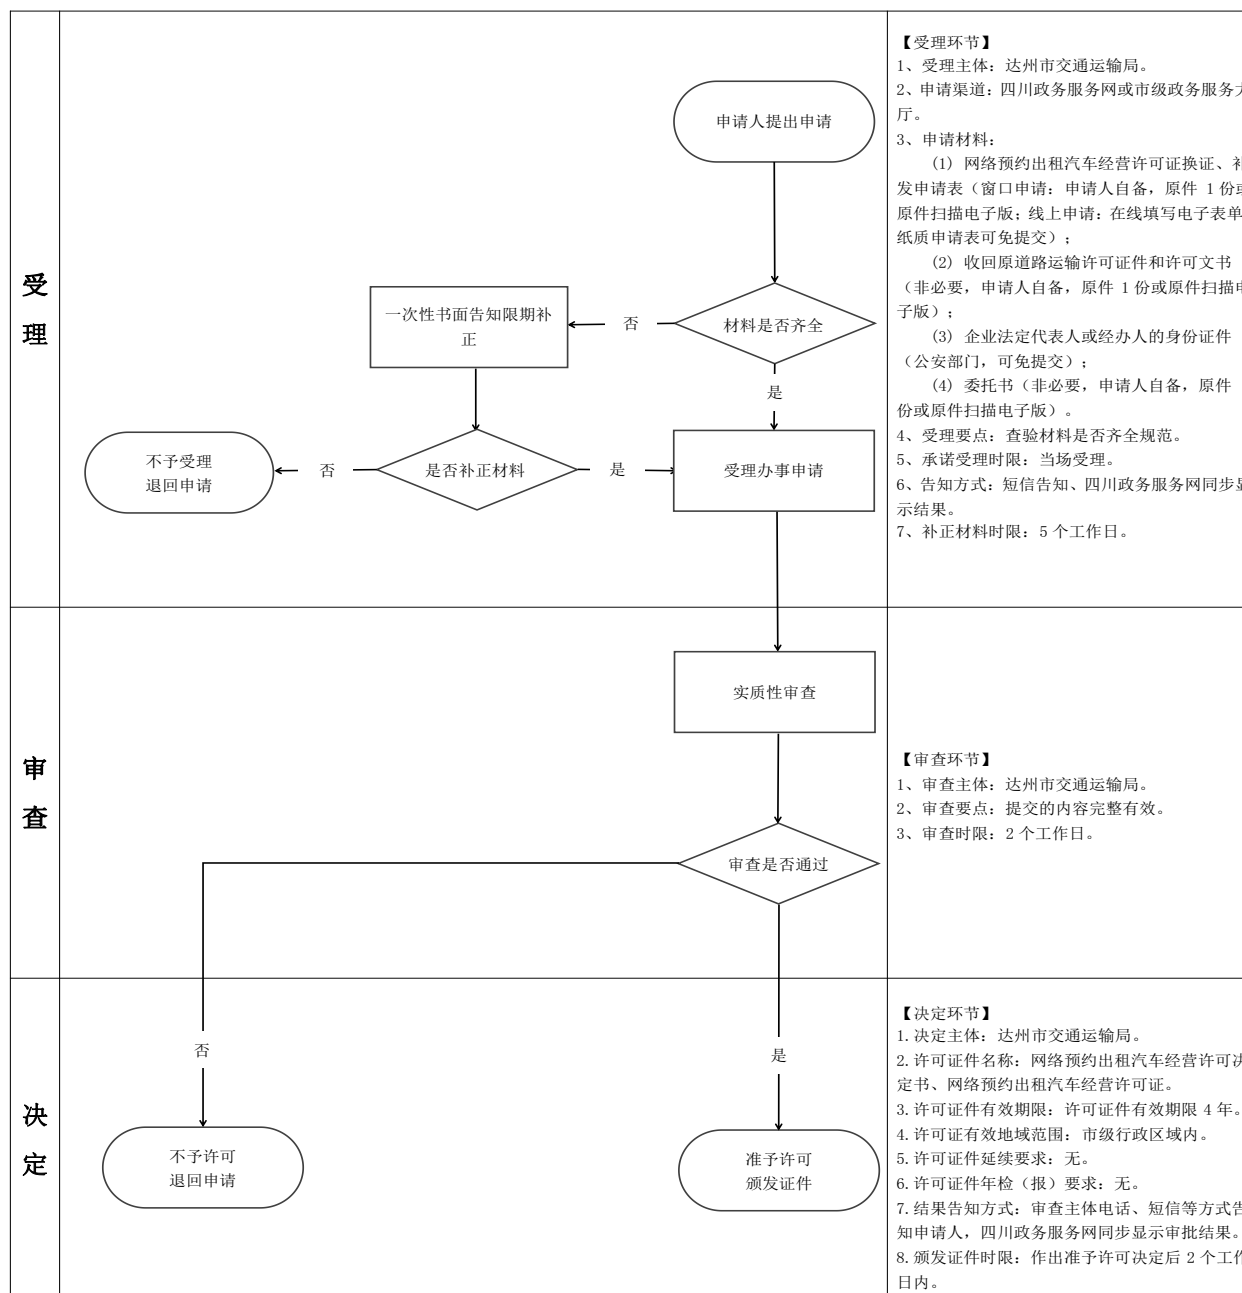 受
理
申请人提出申请
材料是否齐全
否
一次性书面告知限期补
正
是
是否补正材料
否
不予受理
退回申请
是
受理办事申请
【受理环节】
1、受理主体：达州市交通运输局。
2、申请渠道：四川政务服务网或市级政务服务大
厅。
3、申请材料：
（1）网络预约出租汽车经营许可证换证、补
发申请表（窗口申请：申请人自备，原件 1 份或
原件扫描电子版；线上申请：在线填写电子表单
纸质申请表可免提交）；
（2）收回原道路运输许可证件和许可文书
（非必要，申请人自备，原件 1 份或原件扫描电
子版）；
（3）企业法定代表人或经办人的身份证件
（公安部门，可免提交）；
（4）委托书（非必要，申请人自备，原件
份或原件扫描电子版）。
4、受理要点：查验材料是否齐全规范。
5、承诺受理时限：当场受理。
6、告知方式：短信告知、四川政务服务网同步显
示结果。
7、补正材料时限：5 个工作日。
审
查
实质性审查
审查是否通过
【审查环节】
1、审查主体：达州市交通运输局。
2、审查要点：提交的内容完整有效。
3、审查时限：2 个工作日。
决
定
否
不予许可
退回申请
是
准予许可
颁发证件
【决定环节】
1.决定主体：达州市交通运输局。
2.许可证件名称：网络预约出租汽车经营许可决
定书、网络预约出租汽车经营许可证。
3.许可证件有效期限：许可证件有效期限 4 年。
4.许可证有效地域范围：市级行政区域内。
5.许可证件延续要求：无。
6.许可证件年检（报）要求：无。
7.结果告知方式：审查主体电话、短信等方式告
知申请人，四川政务服务网同步显示审批结果。
8.颁发证件时限：作出准予许可决定后 2 个工作
日内。